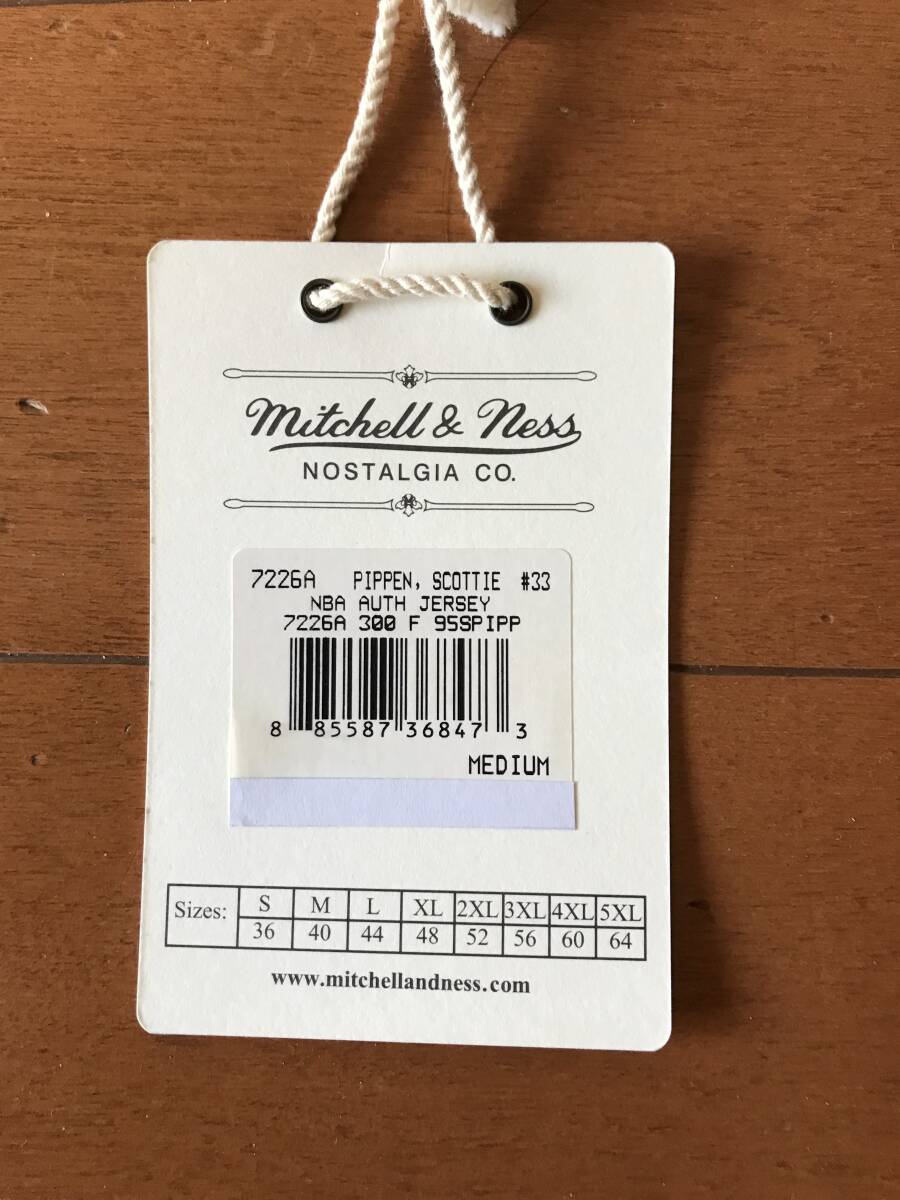 Mitchell & Ness
NOSTALGIA CO.
7226A PIPPEN, SCOTTIE #33
NBA AUTH JERSEY
7226A 300 F 95SPIPP
8 85587 36847 3
MEDIUM
Sizes: S M L XL 2XL 3XL 4XL 5XL
36 40 44 48 52 56 60 64
www.mitchellandness.com